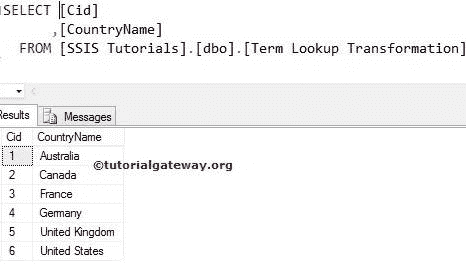 SELECT [Cid]
,[CountryName]
FROM [SSIS Tutorials].[dbo].[Term Lookup Transformation]
Results Messages
Cid CountryName
1 Australia
©tutorialgateway.org
2 Canada
3 France
4 Germany
5 United Kingdom
6 United States